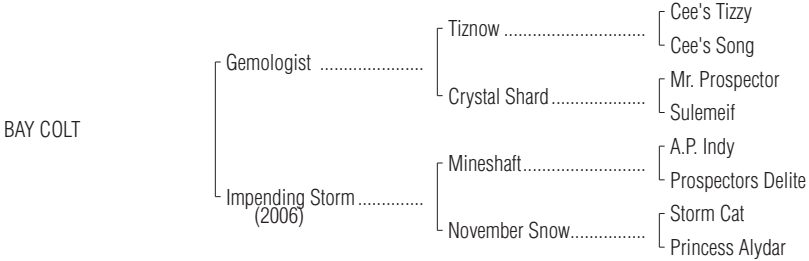 Cee's Tizzy
Tiznow ..............................
Cee's Song
Gemologist ......................
Mr. Prospector
Crystal Shard....................
Sulemeif
BAY COLT
A.P. Indy
Mineshaft..........................
Prospectors Delite
Impending Storm ..............
(2006)
Storm Cat
November Snow................
Princess Alydar